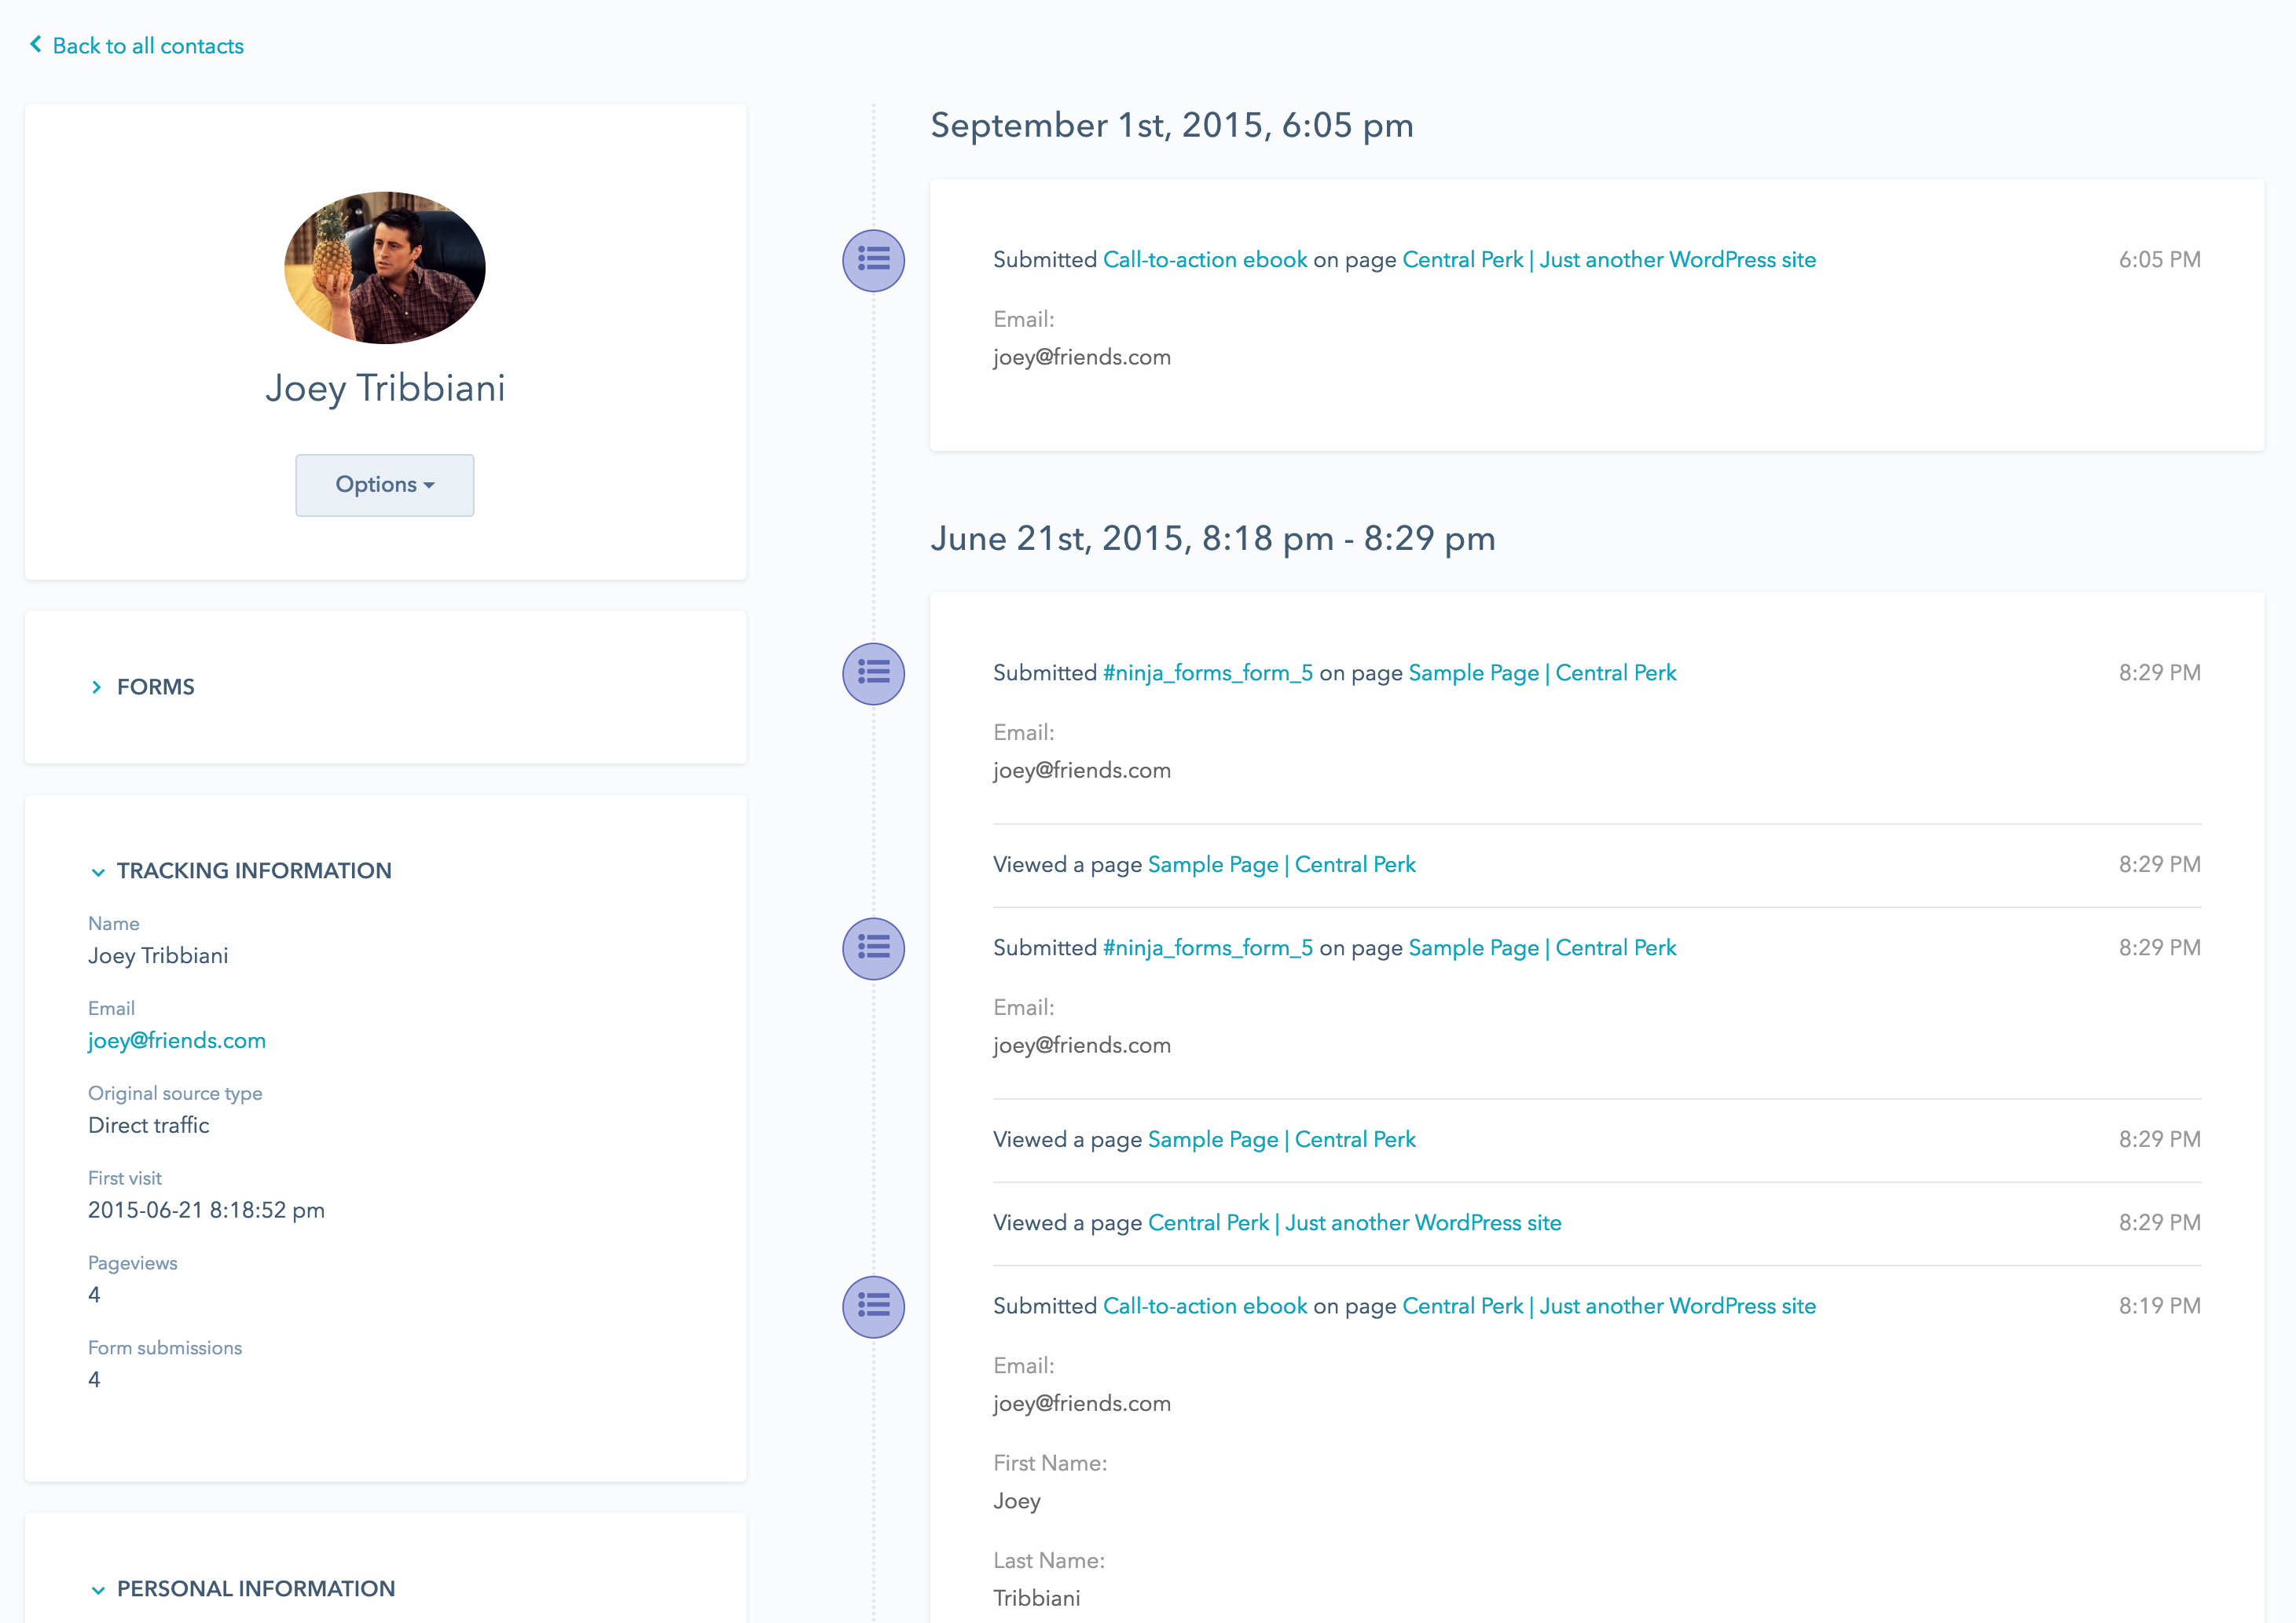 Back to all contacts
Joey Tribbiani
Options
FORMS
TRACKING INFORMATION
Name
Joey Tribbiani
Email
joey@friends.com
Original source type
Direct traffic
First visit
2015-06-21 8:18:52 pm
Pageviews
4
Form submissions
4
PERSONAL INFORMATION
September 1st, 2015, 6:05 pm
Submitted Call-to-action ebook on page Central Perk | Just another WordPress site 6:05 PM
Email:
joey@friends.com
June 21st, 2015, 8:18 pm - 8:29 pm
Submitted #ninja_forms_form_5 on page Sample Page | Central Perk 8:29 PM
Email:
joey@friends.com
Viewed a page Sample Page | Central Perk 8:29 PM
Submitted #ninja_forms_form_5 on page Sample Page | Central Perk 8:29 PM
Email:
joey@friends.com
Viewed a page Sample Page | Central Perk 8:29 PM
Viewed a page Central Perk | Just another WordPress site 8:29 PM
Submitted Call-to-action ebook on page Central Perk | Just another WordPress site 8:19 PM
Email:
joey@friends.com
First Name:
Joey
Last Name:
Tribbiani